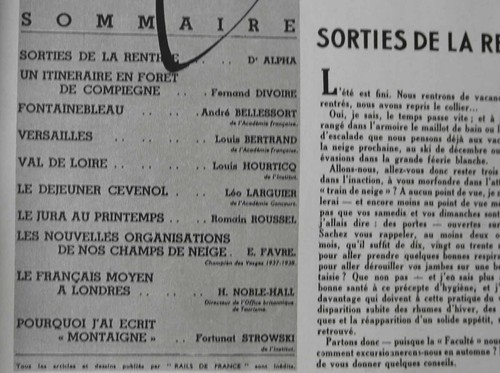 SOMMAIRE
SORTIES DE LA RENTRÉE . . . Dr ALPHA
UN ITINERAIRE EN FORET
DE COMPIEGNE . . . Fernand DIVOIRE
FONTAINEBLEAU . . . André BELLESSORT
de l'Académie Française.
VERSAILLES . . . Louis BERTRAND
de l'Académie Française.
VAL DE LOIRE . . . Louis HOURTICQ
de l'Institut.
LE DEJEUNER CEVENOL . Léo LARGUIER
de l'Académie Goncourt.
LE JURA AU PRINTEMPS . . . Romain ROUSSEL
LES NOUVELLES ORGANISATIONS
DE NOS CHAMPS DE NEIGE . E. FAVRE.
Champion des Vosges 1937-1938.
LE FRANÇAIS MOYEN
A LONDRES . . . . H. NOBLE-HALL
Directeur de l'Office britannique
de Tourisme.
POURQUOI J'AI ECRIT
« MONTAIGNE » . . . Fortunat STROWSKI
de l'Institut.
Tous les articles et dessins publiés par "RAILS DE FRANCE" sont inédits.
SORTIES DE LA RE
L'été est fini. Nous rentrons de vacanc
rentrés, nous avons repris le collier...
Oui, je sais, le temps passe vite ; et à
rangé dans l'armoire le maillot de bain ou
d'escalade que nous pensons déjà aux vac
la neige prochaine, au ski de décembre ou
évasions dans la grande féerie blanche.
Allons-nous, allez-vous donc rester trois
dans l'inaction, à vous morfondre dans l'att
« train de neige » ? A aucun point de vue, je
lerai — et encore moins au point de vue m
pas que vos samedis et vos dimanches sont
j'allais dire : des portes — ouvertes sur
Sachez vous rappeler, au moins deux
mois, qu'il suffit de dix, vingt ou trente
pour aller prendre quelques bonnes respira
pour aller dérouiller vos jambes sur une
taisie ? Que non pas — et j'en sais plus
bonne santé à ce précepte d'hygiène, et j
davantage qui doivent à cette pratique du
disparition subite des rhumes d'hiver, des
ques et la réapparition d'un solide appétit,
retrouvé.
Partons donc — puisque la « Faculté » nous
comment excursionnerons-nous en automne ?
de vous donner quelques conseils.